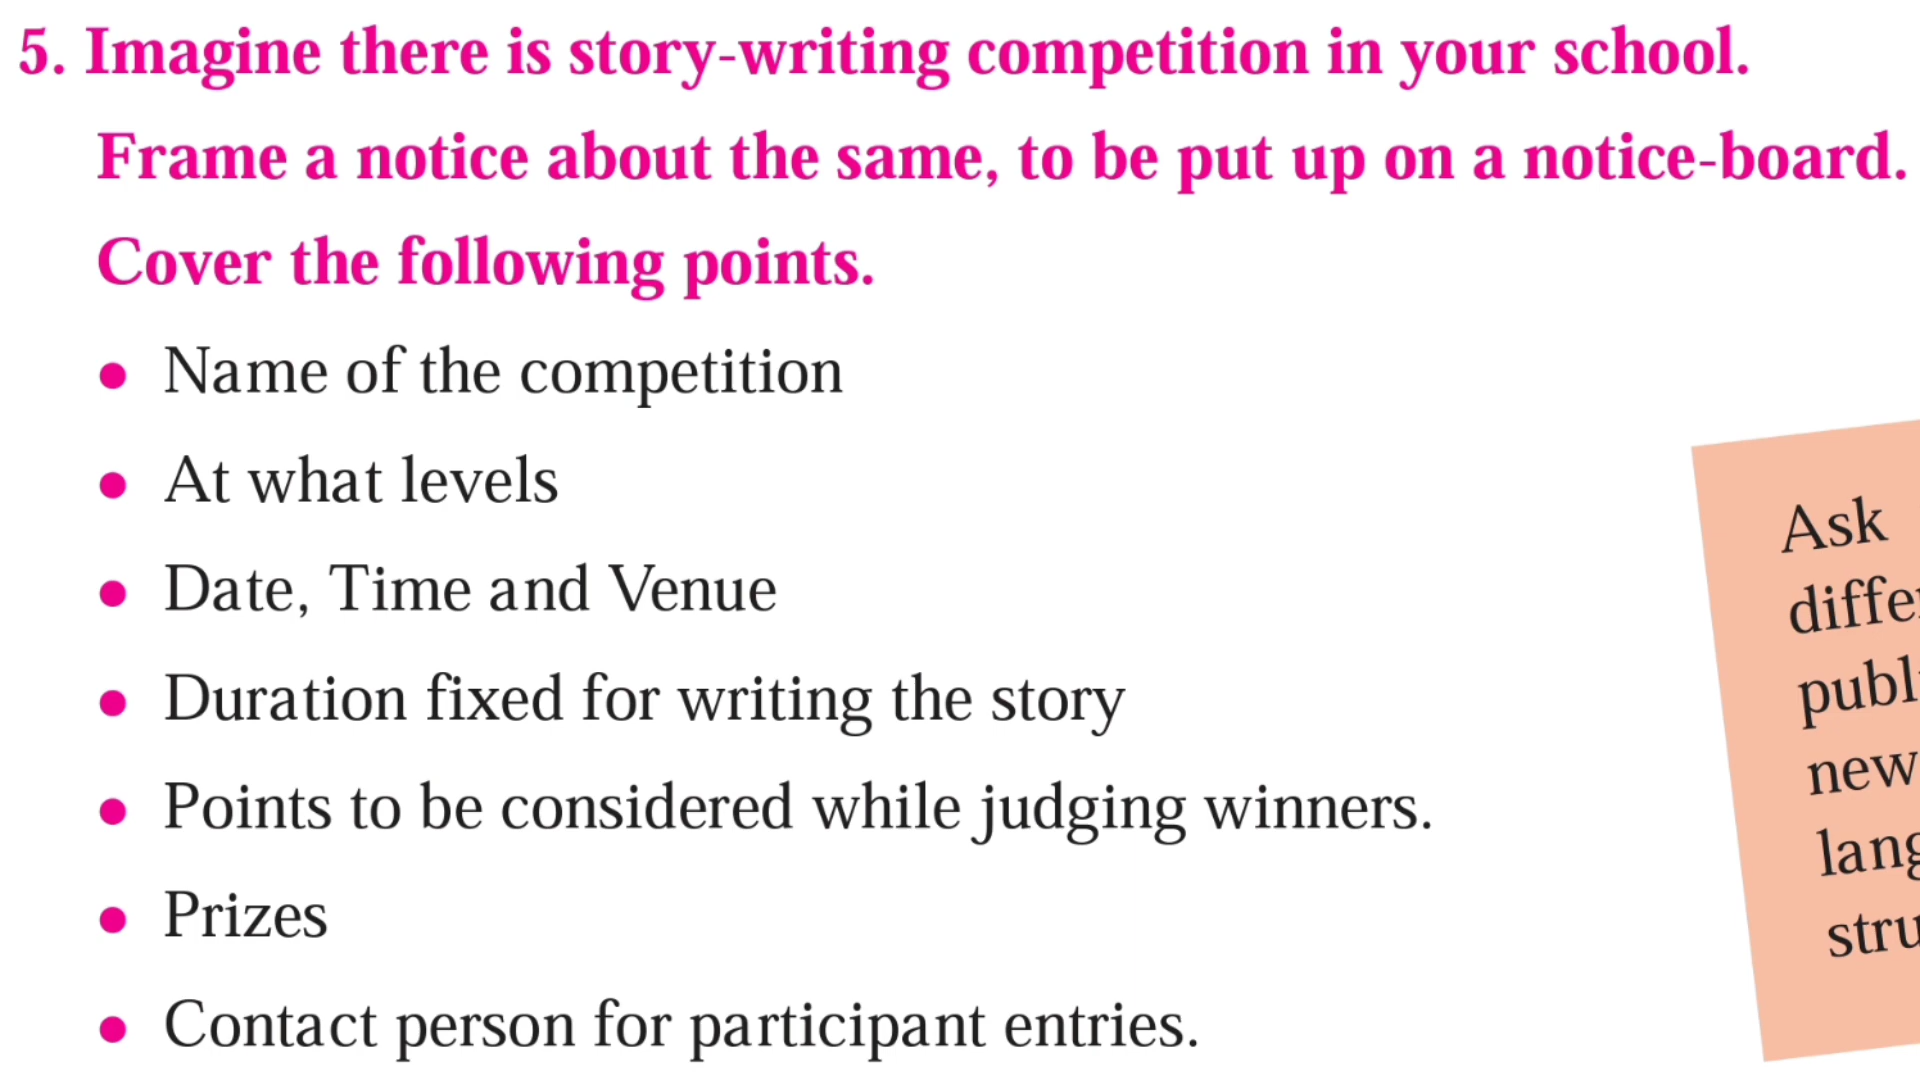 5. Imagine there is story-writing competition in your school.
Frame a notice about the same, to be put up on a notice-board.
Cover the following points.
● Name of the competition
● At what levels
● Date, Time and Venue
● Duration fixed for writing the story
● Points to be considered while judging winners.
● Prizes
● Contact person for participant entries.
Ask